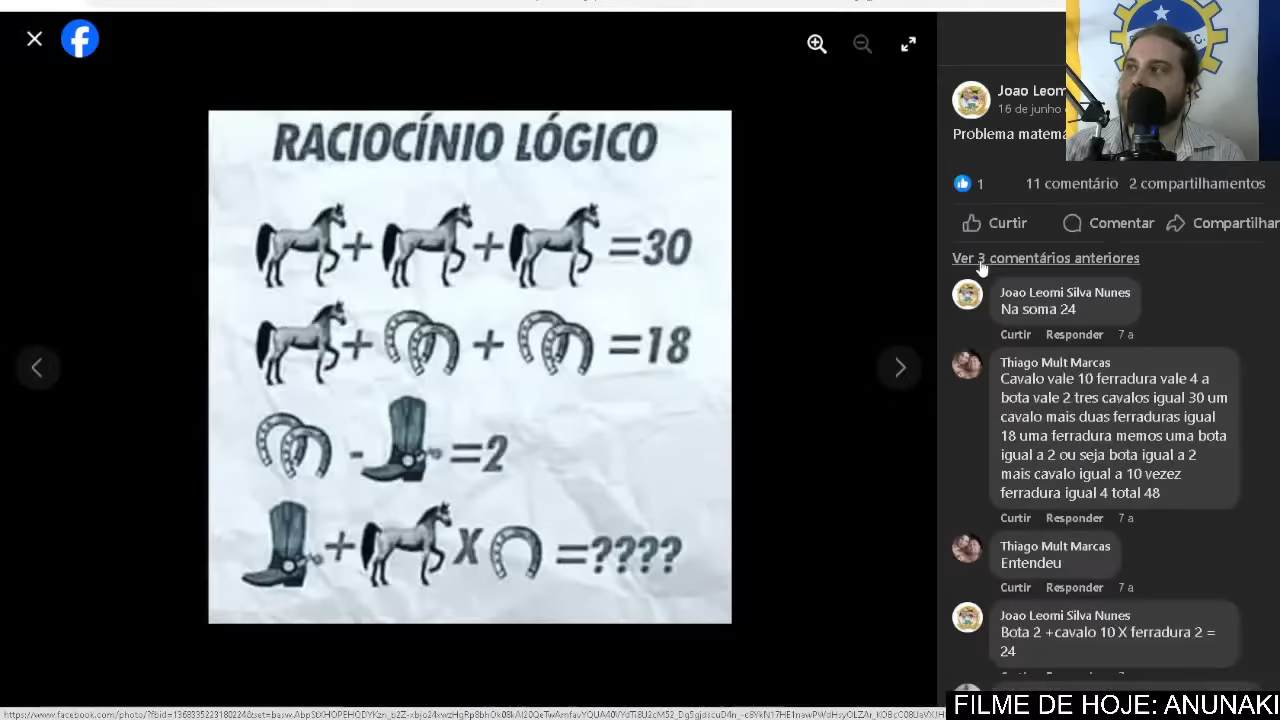 RACIOCÍNIO LÓGICO
+ + =30
+ + =18
- =2
+ X =????
Joao Leom
16 de junho
Problema matema
1 11 comentário 2 compartilhamentos
Curtir Comentar Compartilhar
Ver 3 comentários anteriores
Joao Leomi Silva Nunes
Na soma 24
Curtir Responder 7 a
Thiago Mult Marcas
Cavalo vale 10 ferradura vale 4 a
bota vale 2 tres cavalos igual 30 um
cavalo mais duas ferraduras igual
18 uma ferradura memos uma bota
igual a 2 ou seja bota igual a 2
mais cavalo igual a 10 vezez
ferradura igual 4 total 48
Curtir Responder 7 a
Thiago Mult Marcas
Entendeu
Curtir Responder 7 a
Joao Leomi Silva Nunes
Bota 2 +cavalo 10 X ferradura 2 =
24
FILME DE HOJE: ANUNAKI